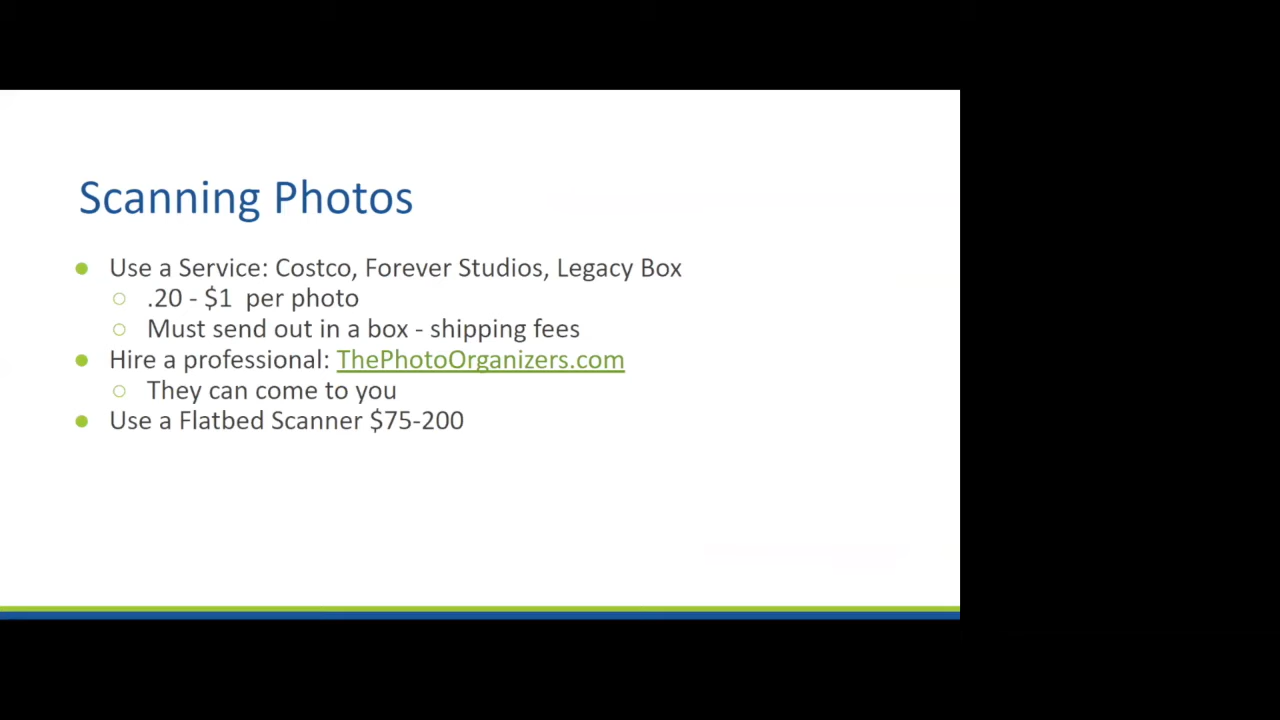 Scanning Photos
Use a Service: Costco, Forever Studios, Legacy Box
.20 - $1  per photo
Must send out in a box - shipping fees
Hire a professional: ThePhotoOrganizers.com
They can come to you
Use a Flatbed Scanner $75-200